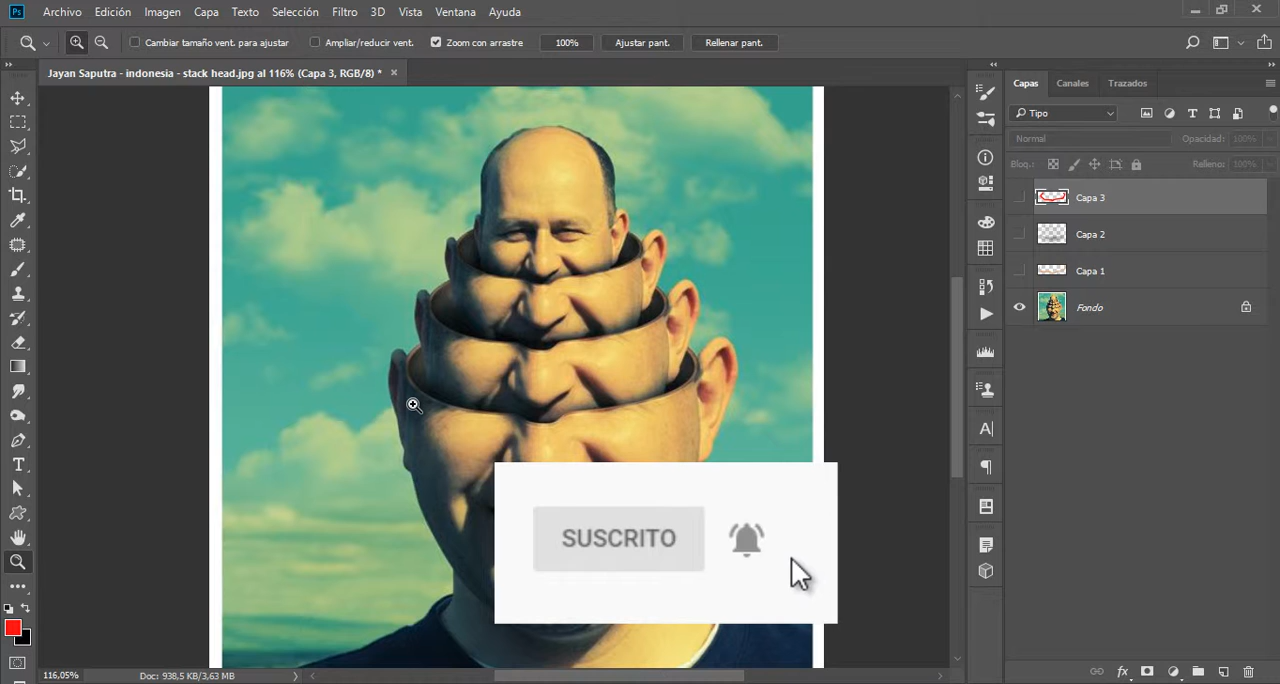 Ps Archivo Edición Imagen Capa Texto Selección Filtro 3D Vista Ventana Ayuda
Cambiar tamaño vent. para ajustar Ampliar/reducir vent. Zoom con arrastre 100% Ajustar pant. Rellenar pant.
Jayan Saputra - indonesia - stack head.jpg al 116% (Capa 3, RGB/8) *
Capas Canales Trazados
Tipo
Normal Opacidad: 100%
Bloq.: Relleno: 100%
Capa 3
Capa 2
Capa 1
Fondo
SUSCRITO
116,05% Doc: 938,5 KB/3,63 MB